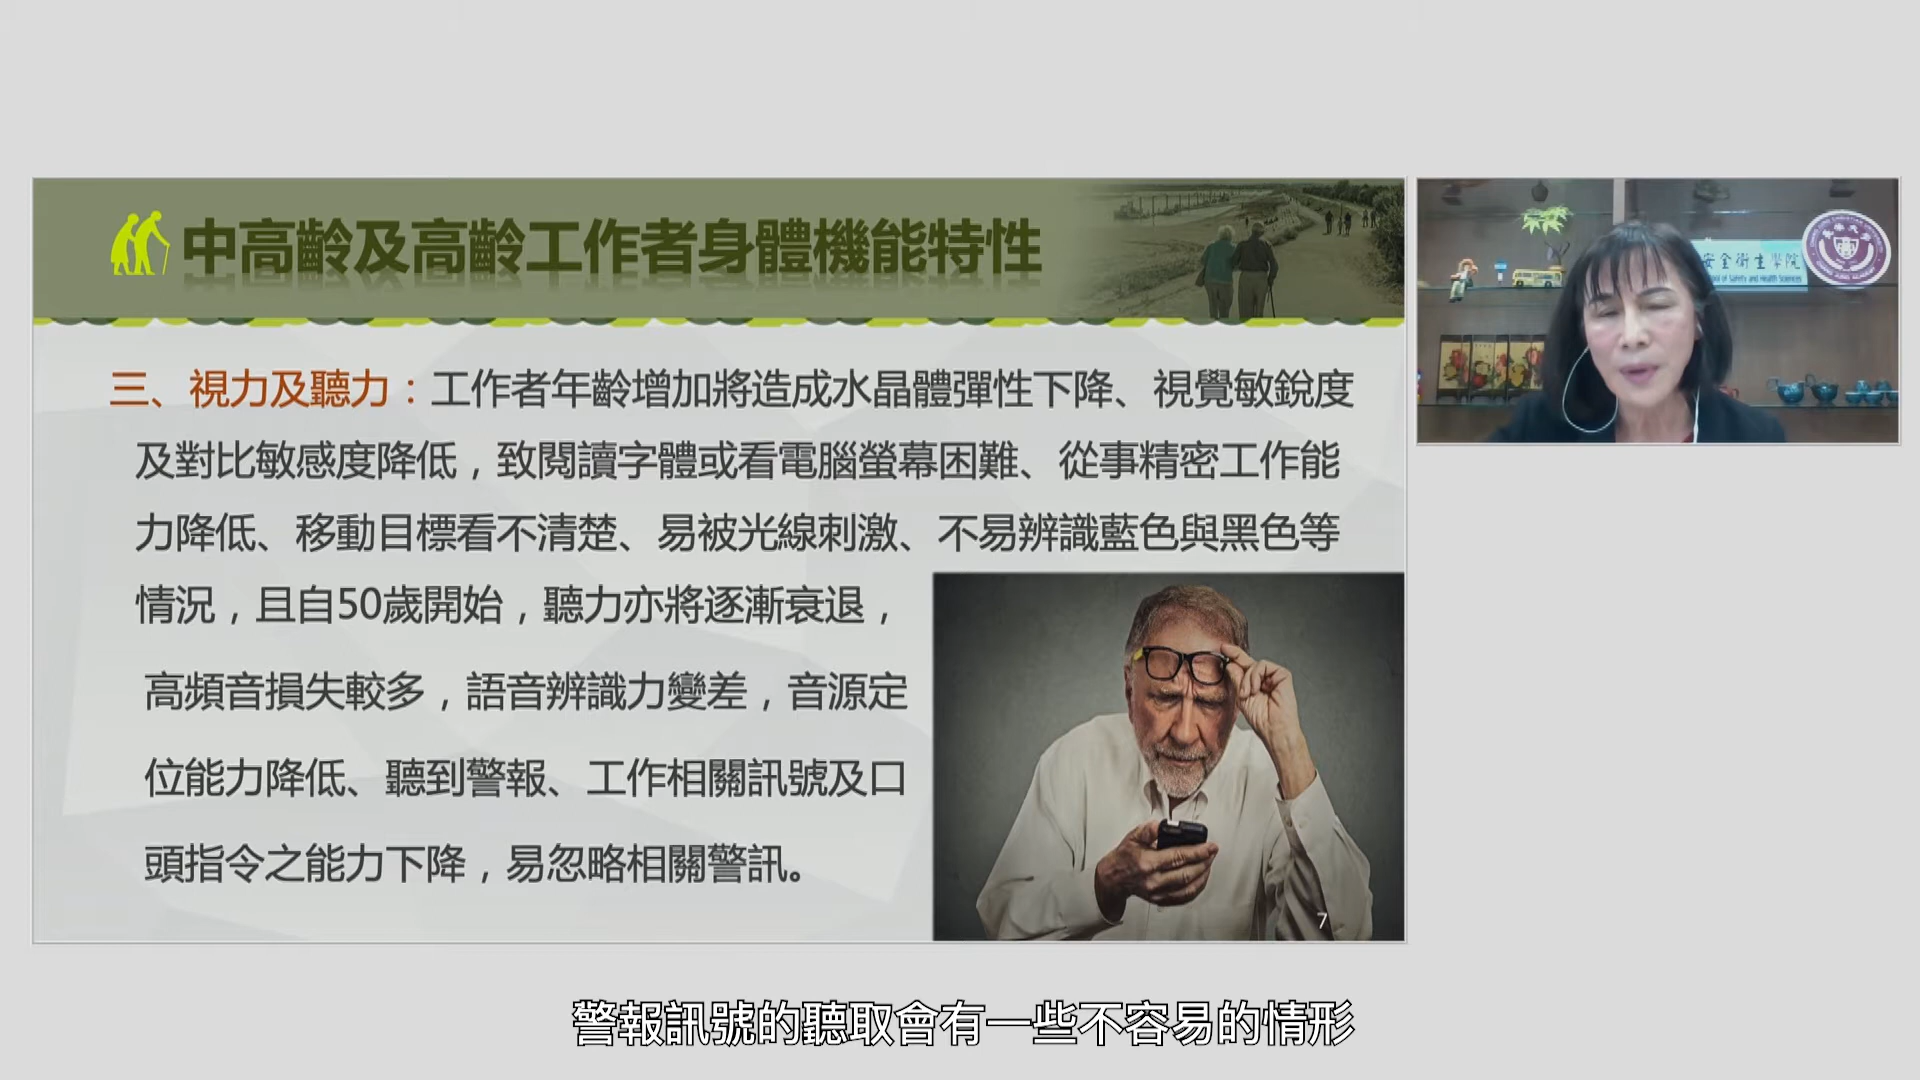 中高齡及高齡工作者身體機能特性
三、視力及聽力：工作者年齡增加將造成水晶體彈性下降、視覺敏銳度
及對比敏感度降低，致閱讀字體或看電腦螢幕困難、從事精密工作能
力降低、移動目標看不清楚、易被光線刺激、不易辨識藍色與黑色等
情況，且自50歲開始，聽力亦將逐漸衰退，
高頻音損失較多，語音辨識力變差，音源定
位能力降低、聽到警報、工作相關訊號及口
頭指令之能力下降，易忽略相關警訊。
7
安全衛生學院
of Safety and Health Sciences
警報訊號的聽取會有一些不容易的情形